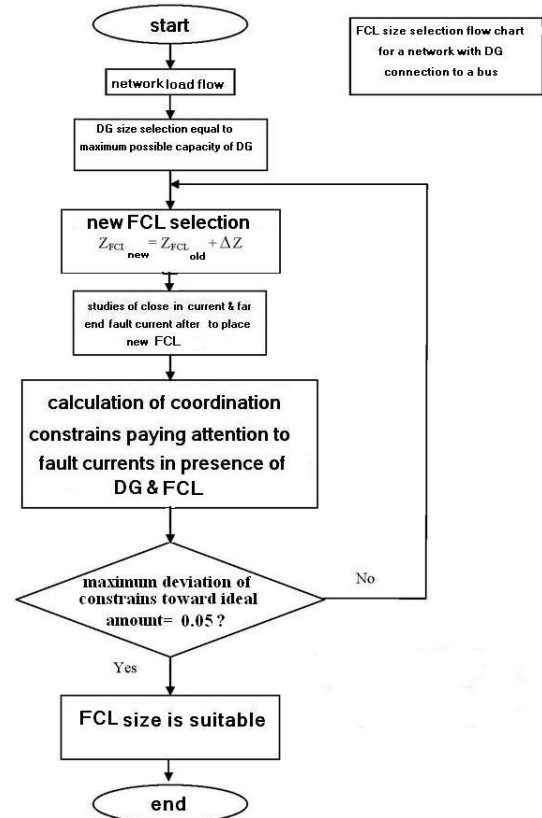 start
FCL size selection flow chart
for a network with DG
connection to a bus
network load flow
DG size selection equal to
maximum possible capacity of DG
new FCL selection
Z_FCL_new = Z_FCL_old + ΔZ
studies of close in current & far
end fault current after to place
new FCL
calculation of coordination
constrains paying attention to
fault currents in presence of
DG & FCL
maximum deviation of
constrains toward ideal
amount= 0.05 ?
No
Yes
FCL size is suitable
end